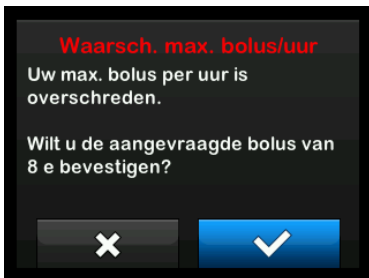 Waarsch. max. bolus/uur
Uw max. bolus per uur is
overschreden.
Wilt u de aangevraagde bolus van
8 e bevestigen?